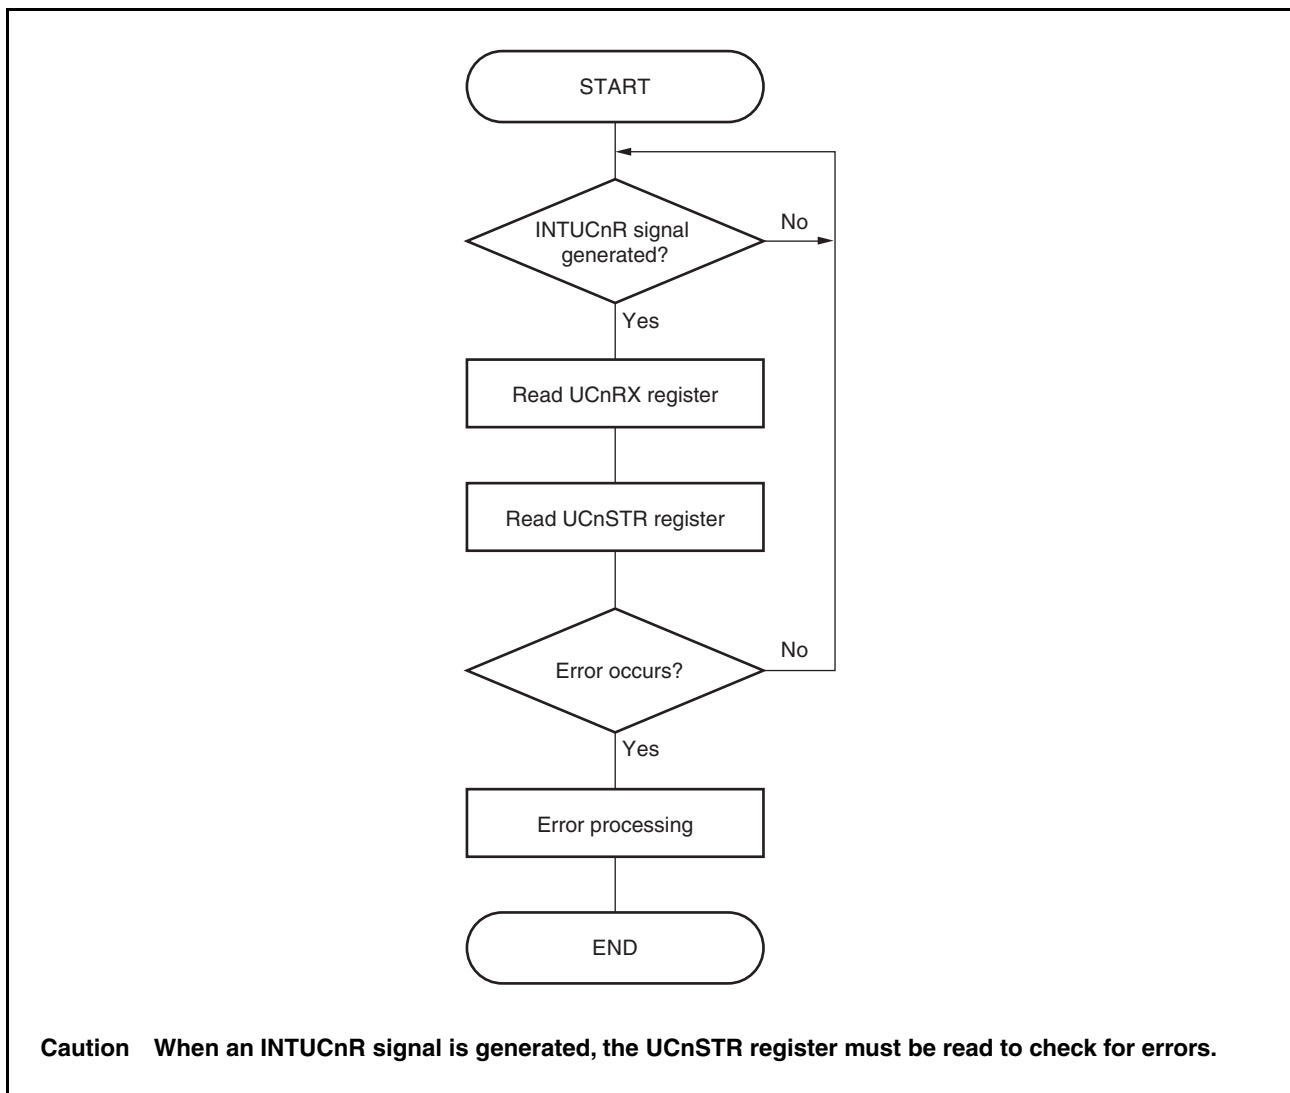 START
INTUCnR signal
generated?
No
Yes
Read UCnRX register
Read UCnSTR register
Error occurs?
No
Yes
Error processing
END
Caution When an INTUCnR signal is generated, the UCnSTR register must be read to check for errors.